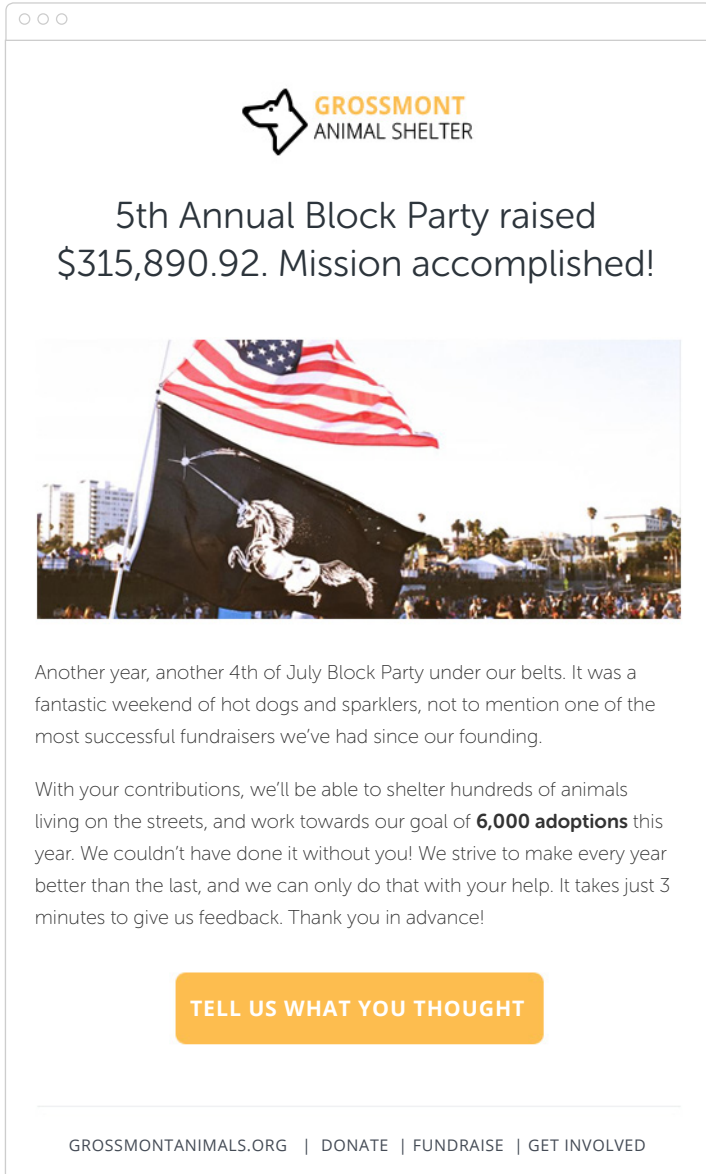 GROSSMONT
ANIMAL SHELTER
5th Annual Block Party raised
$315,890.92. Mission accomplished!
Another year, another 4th of July Block Party under our belts. It was a
fantastic weekend of hot dogs and sparklers, not to mention one of the
most successful fundraisers we’ve had since our founding.
With your contributions, we’ll be able to shelter hundreds of animals
living on the streets, and work towards our goal of 6,000 adoptions this
year. We couldn’t have done it without you! We strive to make every year
better than the last, and we can only do that with your help. It takes just 3
minutes to give us feedback. Thank you in advance!
TELL US WHAT YOU THOUGHT
GROSSMONTANIMALS.ORG | DONATE | FUNDRAISE | GET INVOLVED